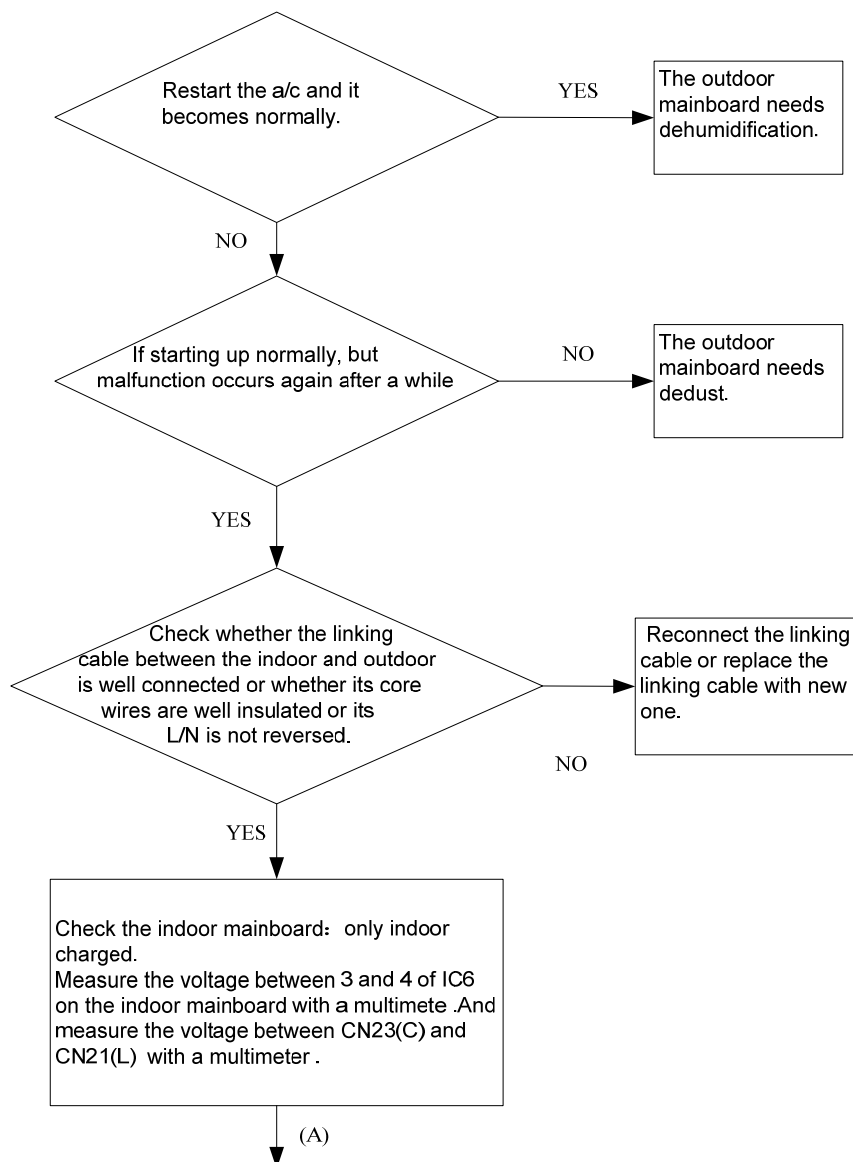 Restart the a/c and it
becomes normally.
YES
The outdoor
mainboard needs
dehumidification.
NO
If starting up normally, but
malfunction occurs again after a while
NO
The outdoor
mainboard needs
dedust.
YES
Check whether the linking
cable between the indoor and outdoor
is well connected or whether its core
wires are well insulated or its
L/N is not reversed.
NO
Reconnect the linking
cable or replace the
linking cable with new
one.
YES
Check the indoor mainboard：only indoor
charged.
Measure the voltage between 3 and 4 of IC6
on the indoor mainboard with a multimete .And
measure the voltage between CN23(C) and
CN21(L) with a multimeter .
(A)